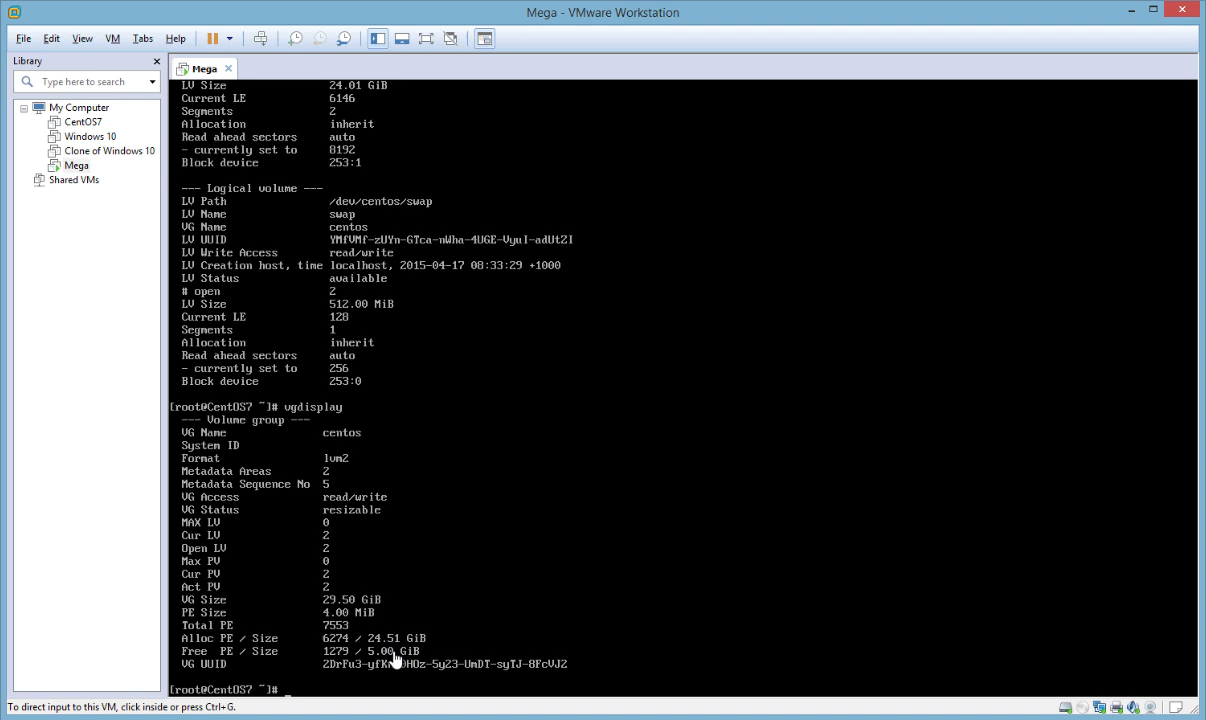 Mega - VMware Workstation
File Edit View VM Tabs Help
Library
Type here to search
My Computer
CentOS7
Windows 10
Clone of Windows 10
Mega
Shared VMs
Mega
LV Size 24.01 GiB
Current LE 6146
Segments 2
Allocation inherit
Read ahead sectors auto
- currently set to 8192
Block device 253:1
--- Logical volume ---
LV Path /dev/centos/swap
LV Name swap
VG Name centos
LV UUID YMfVMf-zUYn-GTca-nWha-4UGE-VyuI-adUtZI
LV Write Access read/write
LV Creation host, time localhost, 2015-04-17 08:33:29 +1000
LV Status available
# open 2
LV Size 512.00 MiB
Current LE 128
Segments 1
Allocation inherit
Read ahead sectors auto
- currently set to 256
Block device 253:0
[root@CentOS7 ~]# vgdisplay
--- Volume group ---
VG Name centos
System ID
Format lvm2
Metadata Areas 2
Metadata Sequence No 5
VG Access read/write
VG Status resizable
MAX LV 0
Cur LV 2
Open LV 2
Max PV 0
Cur PV 2
Act PV 2
VG Size 29.50 GiB
PE Size 4.00 MiB
Total PE 7553
Alloc PE / Size 6274 / 24.51 GiB
Free PE / Size 1279 / 5.00 GiB
VG UUID
[root@CentOS7 ~]# _
To direct input to this VM, click inside or press Ctrl+G.